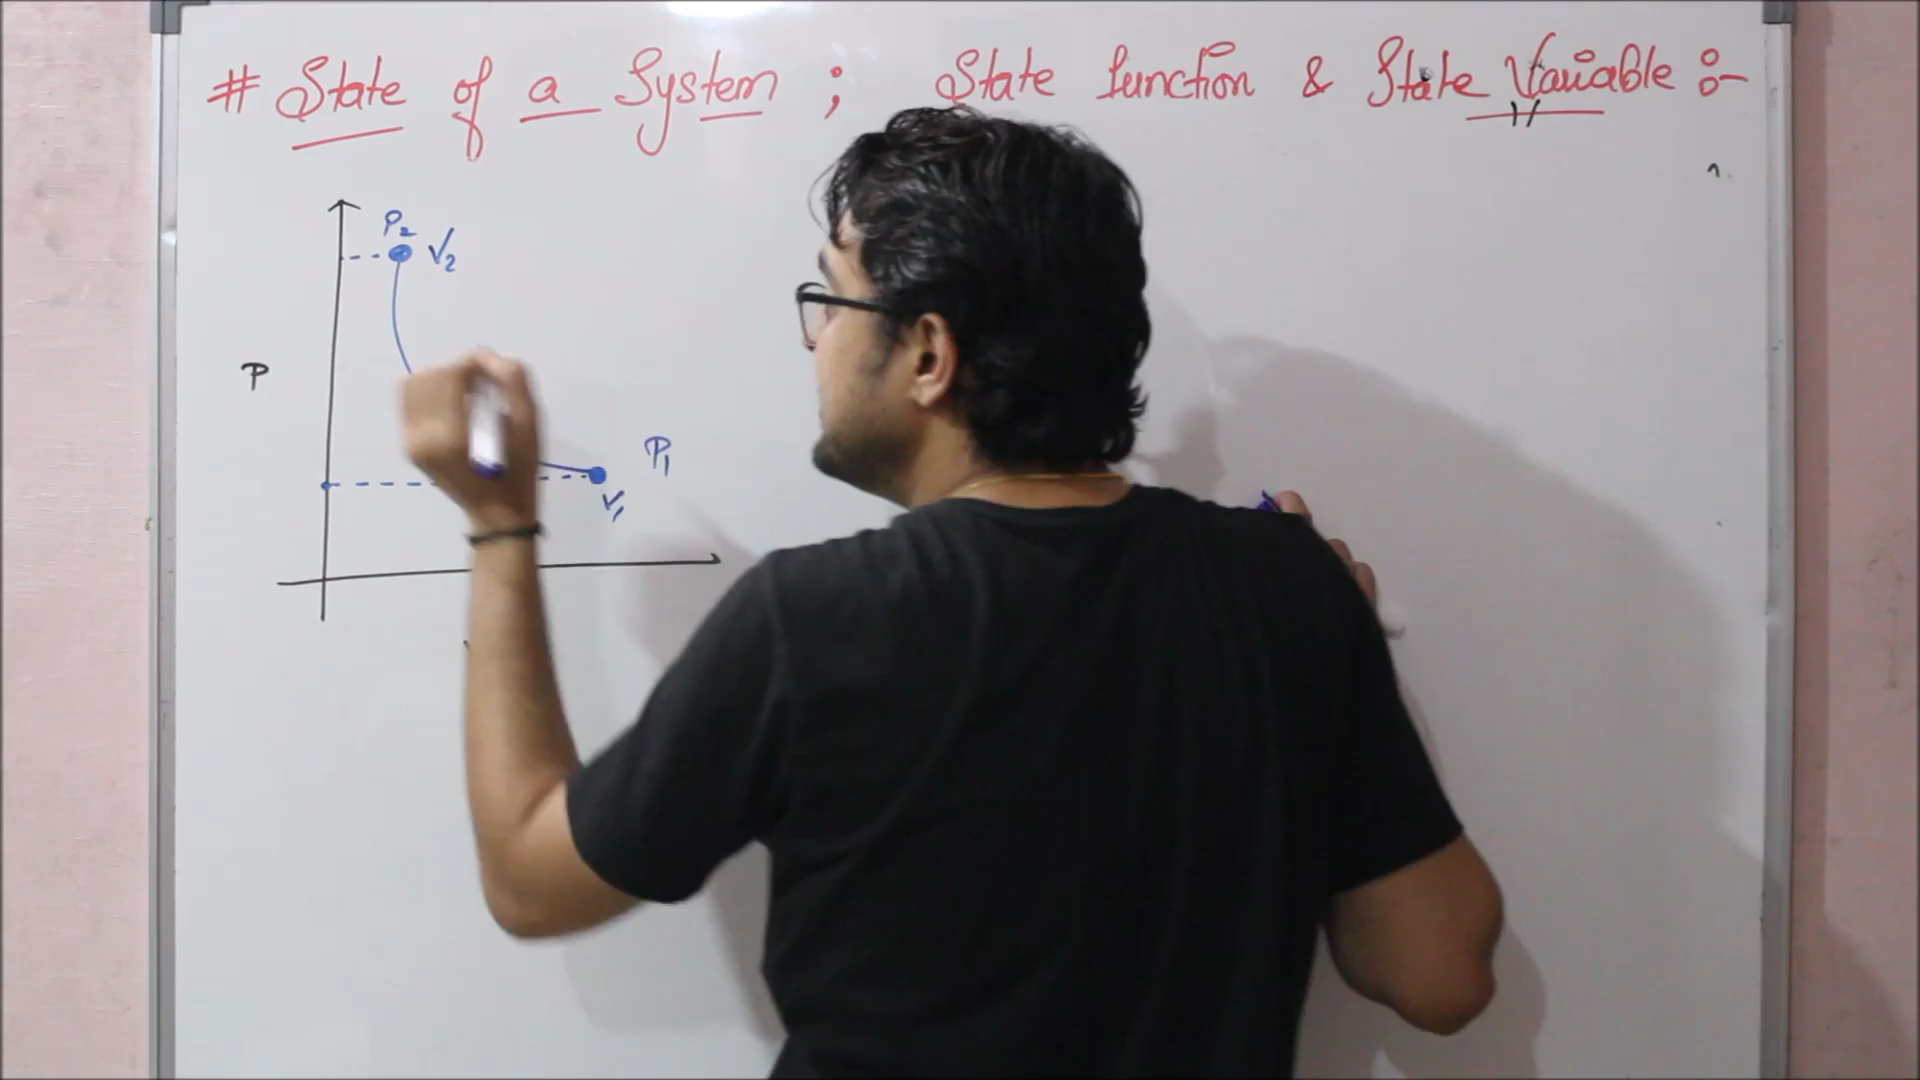 # State of a System ; State function & State Variable :-
P₂
V₂
P
P₁
V₁